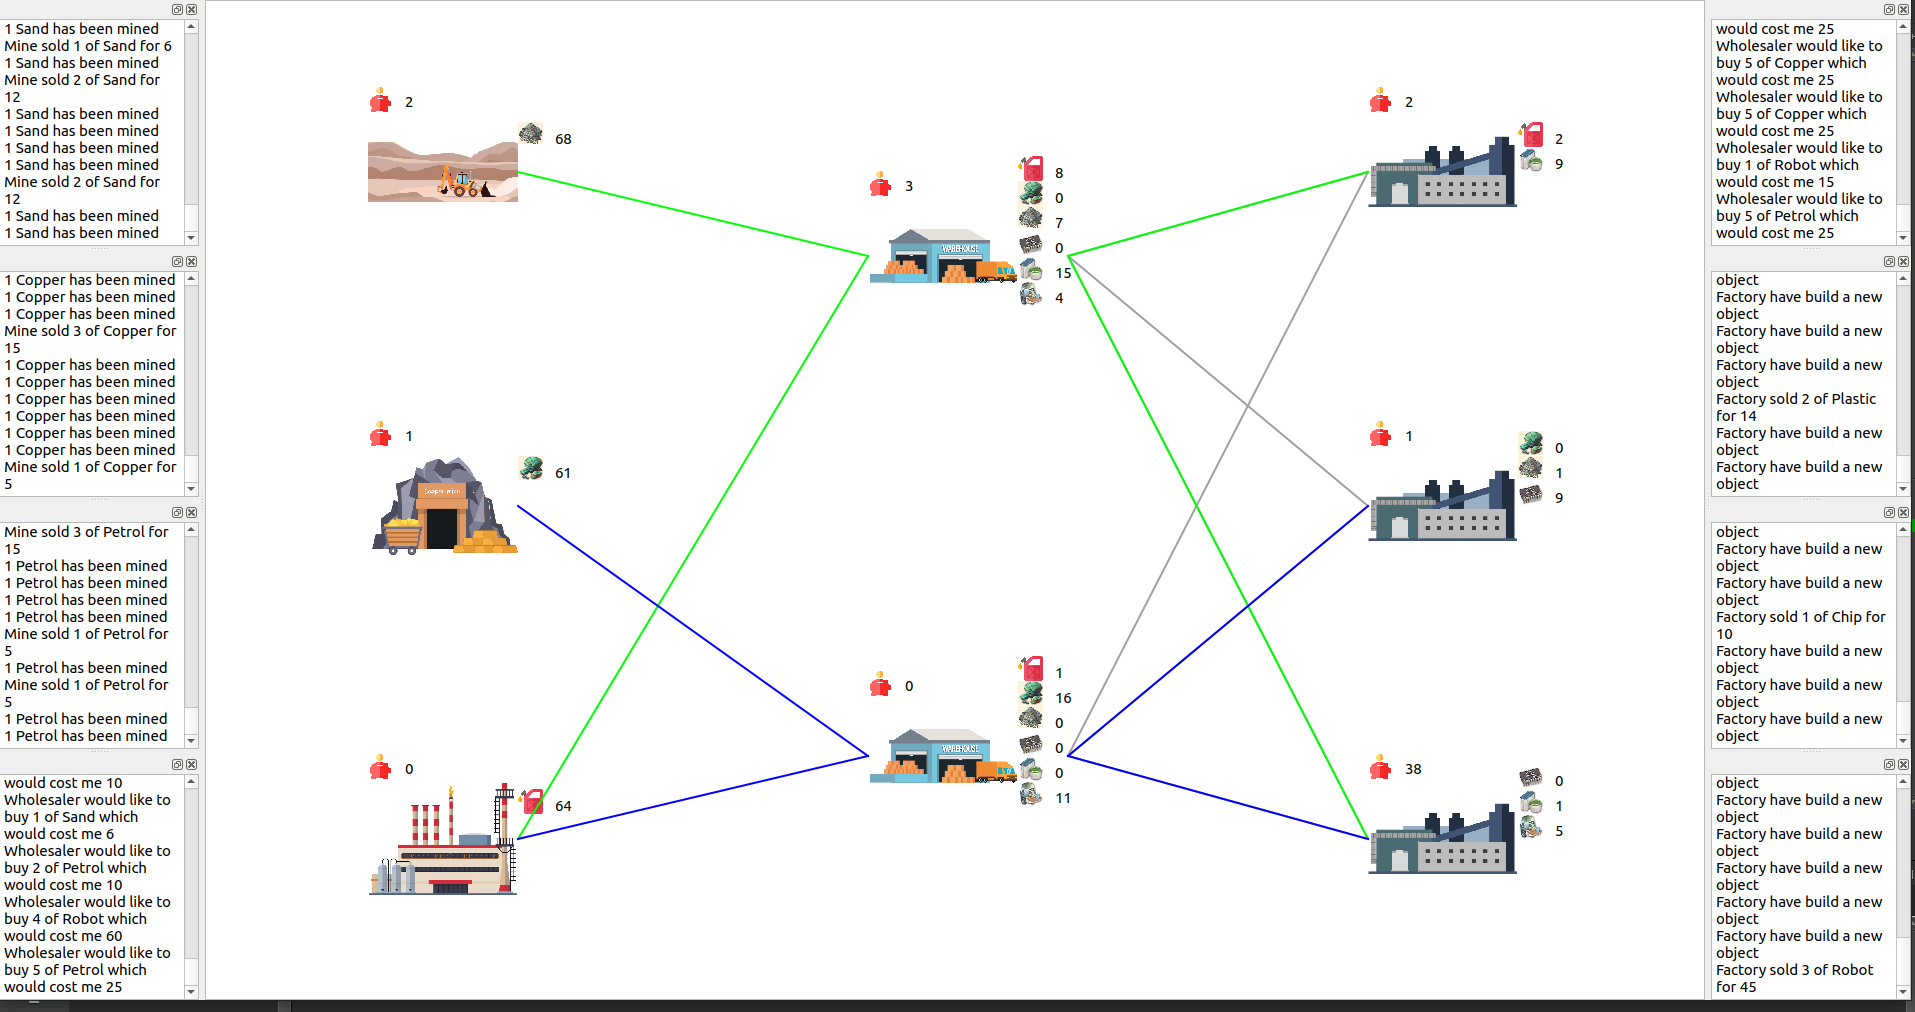 1 Sand has been mined
Mine sold 1 of Sand for 6
1 Sand has been mined
Mine sold 2 of Sand for
12
1 Sand has been mined
1 Sand has been mined
1 Sand has been mined
1 Sand has been mined
Mine sold 2 of Sand for
12
1 Sand has been mined
1 Sand has been mined
1 Copper has been mined
1 Copper has been mined
1 Copper has been mined
Mine sold 3 of Copper for
15
1 Copper has been mined
1 Copper has been mined
1 Copper has been mined
1 Copper has been mined
1 Copper has been mined
1 Copper has been mined
Mine sold 1 of Copper for
5
Mine sold 3 of Petrol for
15
1 Petrol has been mined
1 Petrol has been mined
1 Petrol has been mined
1 Petrol has been mined
Mine sold 1 of Petrol for
5
1 Petrol has been mined
Mine sold 1 of Petrol for
5
1 Petrol has been mined
1 Petrol has been mined
would cost me 10
Wholesaler would like to
buy 1 of Sand which
would cost me 6
Wholesaler would like to
buy 2 of Petrol which
would cost me 10
Wholesaler would like to
buy 4 of Robot which
would cost me 60
Wholesaler would like to
buy 5 of Petrol which
would cost me 25
2
68
1
61
Copper mine
0
64
3
8
0
7
0
15
4
WAREHOUSE
0
1
16
0
0
0
11
WAREHOUSE
2
2
9
1
0
1
9
38
0
1
5
would cost me 25
Wholesaler would like to
buy 5 of Copper which
would cost me 25
Wholesaler would like to
buy 5 of Copper which
would cost me 25
Wholesaler would like to
buy 1 of Robot which
would cost me 15
Wholesaler would like to
buy 5 of Petrol which
would cost me 25
object
Factory have build a new
object
Factory have build a new
object
Factory have build a new
object
Factory sold 2 of Plastic
for 14
Factory have build a new
object
Factory have build a new
object
object
Factory have build a new
object
Factory have build a new
object
Factory sold 1 of Chip for
10
Factory have build a new
object
Factory have build a new
object
Factory have build a new
object
object
Factory have build a new
object
Factory have build a new
object
Factory have build a new
object
Factory have build a new
object
Factory have build a new
object
Factory sold 3 of Robot
for 45